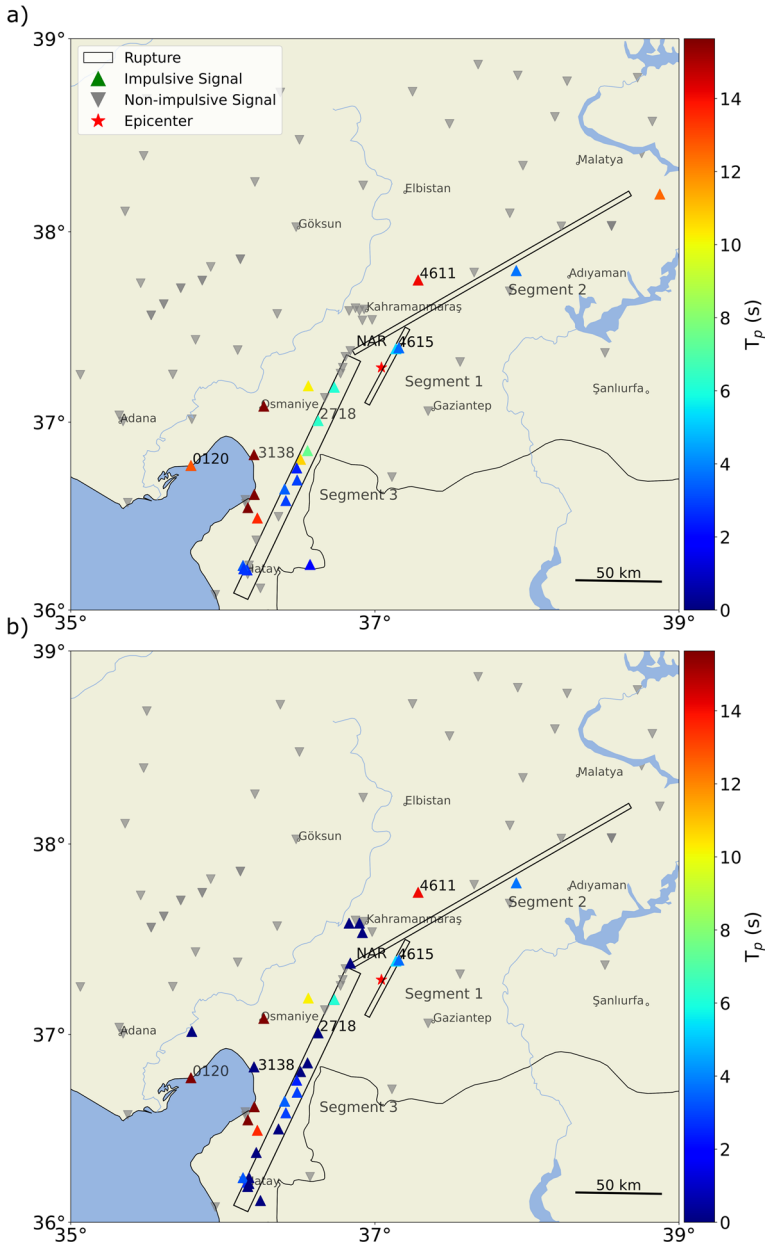 a)
39°
Rupture
Impulsive Signal
Non-impulsive Signal
Epicenter
14
Malatya
12
Elbistan
Göksun
38°
10
4611
Adıyaman
Segment 2
Kahramanmaraş
8
NAR
4615
Segment 1
Şanlıurfa
Osmaniye
Gaziantep
2718
37°
Adana
6
3138
0120
Segment 3
4
2
Hatay
50 km
36°
0
35°
37°
39°
T_p (s)
b)
39°
14
Malatya
12
Elbistan
Göksun
38°
10
4611
Adıyaman
Segment 2
Kahramanmaraş
8
NAR
4615
Segment 1
Şanlıurfa
Osmaniye
Gaziantep
2718
37°
Adana
6
3138
0120
Segment 3
4
2
Hatay
50 km
36°
0
35°
37°
39°
T_p (s)